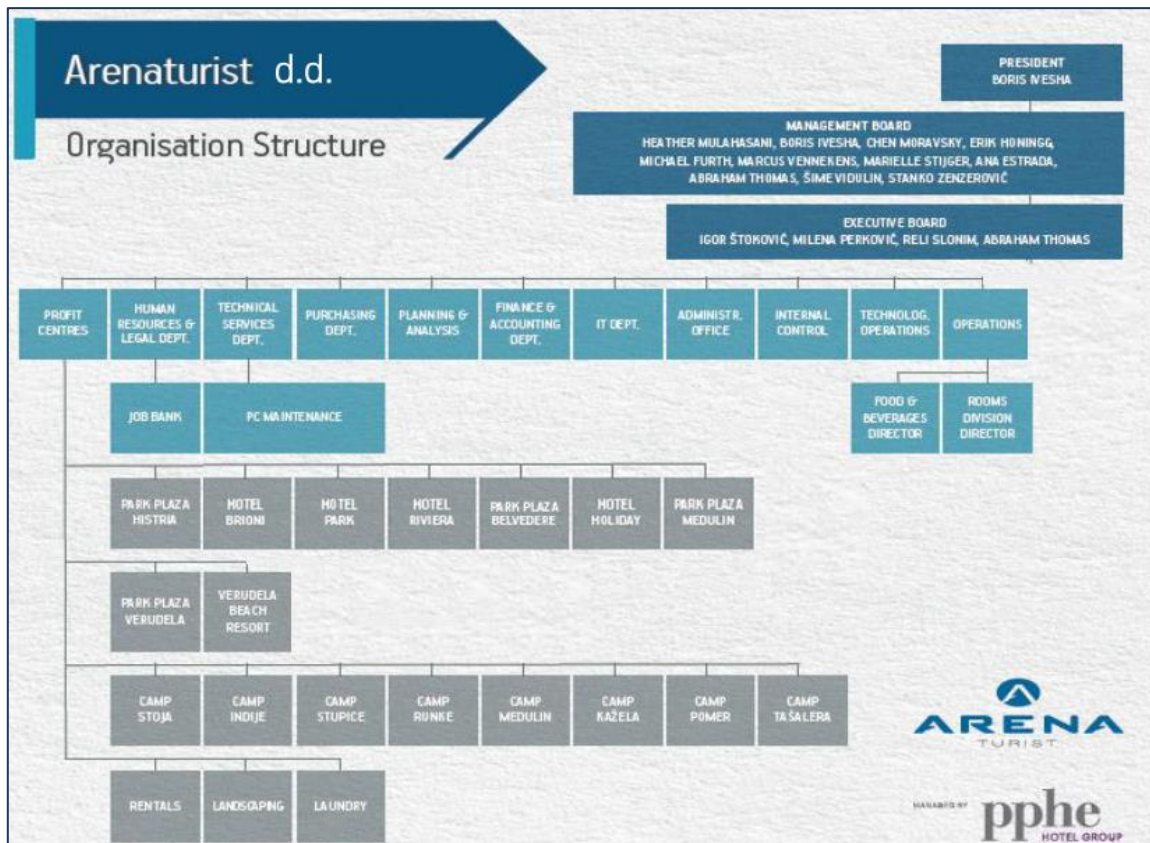 Arenaturist d.d.
Organisation Structure
PRESIDENT
BORIS IVESHA
MANAGEMENT BOARD
HEATHER MULAHASANI, BORIS IVESHA, CHEN MORAVSKY, ERIK HONINGG,
MICHAEL FURTH, MARCUS VENNEKENS, MARIELLE STIJGER, ANA ESTRADA,
ABRAHAM THOMAS, ŠIME VIDULIN, STANKO ZENZEROVIČ
EXECUTIVE BOARD
IGOR ŠTOKOVIČ, MILENA PERKOVIČ, RELI SLONIM, ABRAHAM THOMAS
PROFIT
CENTRES
HUMAN
RESOURCES &
LEGAL DEPT.
TECHNICAL
SERVICES
DEPT.
PURCHASING
DEPT.
PLANNING &
ANALYSIS
FINANCE &
ACCOUNTING
DEPT.
IT DEPT.
ADMINISTR.
OFFICE
INTERNAL
CONTROL
TECHNOLOG.
OPERATIONS
OPERATIONS
JOB BANK
PC MAINTENANCE
FOOD &
BEVERAGES
DIRECTOR
ROOMS
DIVISION
DIRECTOR
PARK PLAZA
HISTRIA
HOTEL
BRIONI
HOTEL
PARK
HOTEL
RIVIERA
PARK PLAZA
BELVEDERE
HOTEL
HOLIDAY
PARK PLAZA
MEDULIN
PARK PLAZA
VERUDELA
VERUDELA
BEACH
RESORT
CAMP
STOJA
CAMP
INDIJE
CAMP
STUPICE
CAMP
RUNKE
CAMP
MEDULIN
CAMP
KAŽELA
CAMP
POMER
CAMP
TAŠALERA
RENTALS
LANDSCAPING
LAUNDRY
ARENA
TURIST
MANAGED BY
pphe
HOTEL GROUP